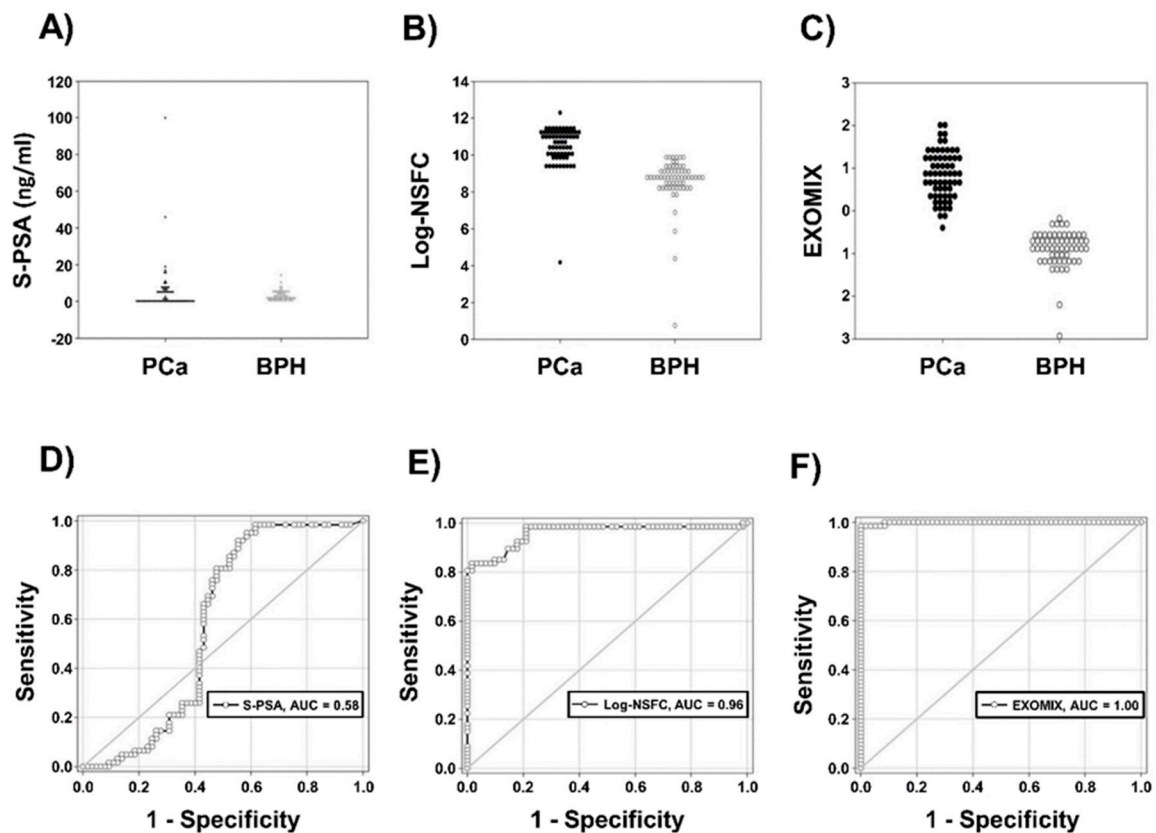 A)
B)
C)
S-PSA (ng/ml)
120
100
80
60
40
20
0
-20
PCa BPH
Log-NSFC
14
12
10
8
6
4
2
0
PCa BPH
EXOMIX
3
2
1
0
1
2
3
PCa BPH
D)
E)
F)
Sensitivity
1.0
0.8
0.6
0.4
0.2
0.0
S-PSA, AUC = 0.58
0.0 0.2 0.4 0.6 0.8 1.0
1 - Specificity
Sensitivity
1.0
0.8
0.6
0.4
0.2
0.0
Log-NSFC, AUC = 0.96
0.0 0.2 0.4 0.6 0.8 1.0
1 - Specificity
Sensitivity
1.0
0.8
0.6
0.4
0.2
0.0
EXOMIX, AUC = 1.00
0.0 0.2 0.4 0.6 0.8 1.0
1 - Specificity